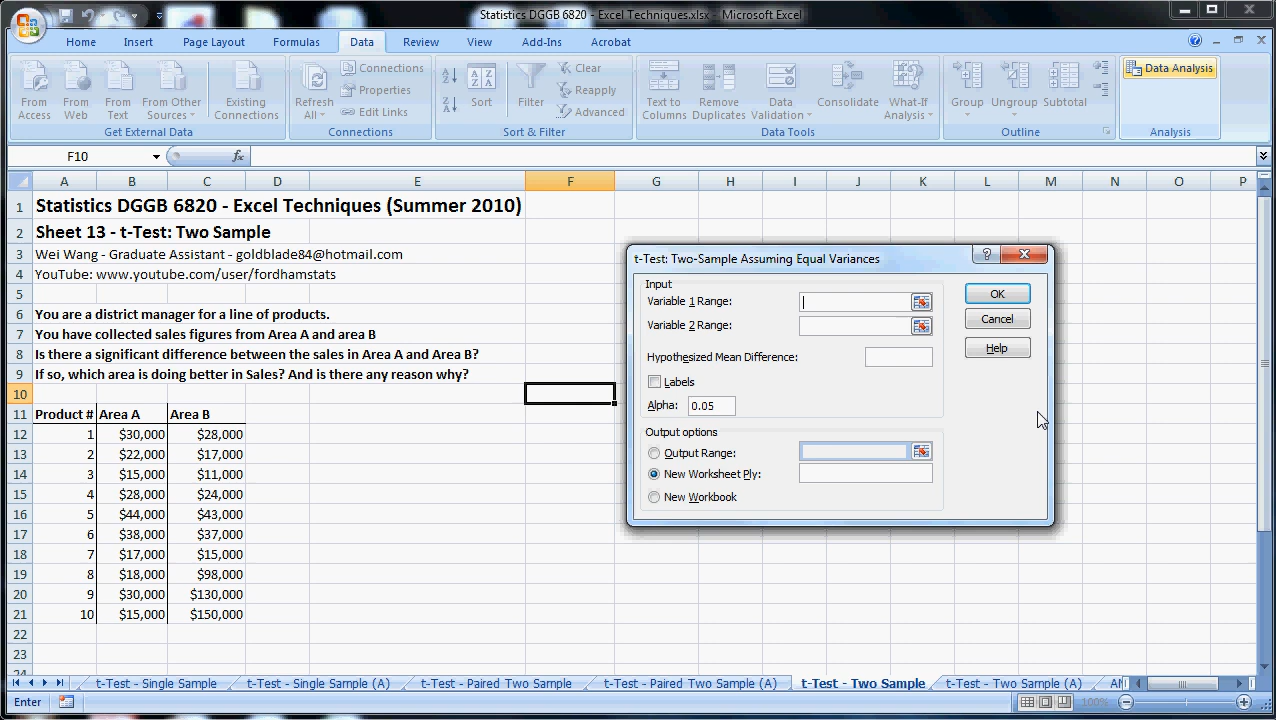 Statistics DGGB 6820 - Excel Techniques.xlsx - Microsoft Excel
Home Insert Page Layout Formulas Data Review View Add-Ins Acrobat
From Access From Web From Text From Other Sources Existing Connections
Get External Data
Refresh All Connections Properties Edit Links
Connections
Sort Filter Clear Reapply Advanced
Sort & Filter
Text to Columns Remove Duplicates Data Validation Consolidate What-If Analysis
Data Tools
Group Ungroup Subtotal
Outline
Data Analysis
Analysis
F10 fx
A B C D E F G H I J K L M N O P
1 Statistics DGGB 6820 - Excel Techniques (Summer 2010)
2 Sheet 13 - t-Test: Two Sample
3 Wei Wang - Graduate Assistant - goldblade84@hotmail.com
4 YouTube: www.youtube.com/user/fordhamstats
5
6 You are a district manager for a line of products.
7 You have collected sales figures from Area A and area B
8 Is there a significant difference between the sales in Area A and Area B?
9 If so, which area is doing better in Sales? And is there any reason why?
10
11 Product # Area A Area B
12 1 $30,000 $28,000
13 2 $22,000 $17,000
14 3 $15,000 $11,000
15 4 $28,000 $24,000
16 5 $44,000 $43,000
17 6 $38,000 $37,000
18 7 $17,000 $15,000
19 8 $18,000 $98,000
20 9 $30,000 $130,000
21 10 $15,000 $150,000
22
23
24
t-Test: Two-Sample Assuming Equal Variances
Input
Variable 1 Range:
Variable 2 Range:
Hypothesized Mean Difference:
Labels
Alpha: 0.05
Output options
Output Range:
New Worksheet Ply:
New Workbook
OK
Cancel
Help
t-Test - Single Sample t-Test - Single Sample (A) t-Test - Paired Two Sample t-Test - Paired Two Sample (A) t-Test - Two Sample t-Test - Two Sample (A)
Enter 100%